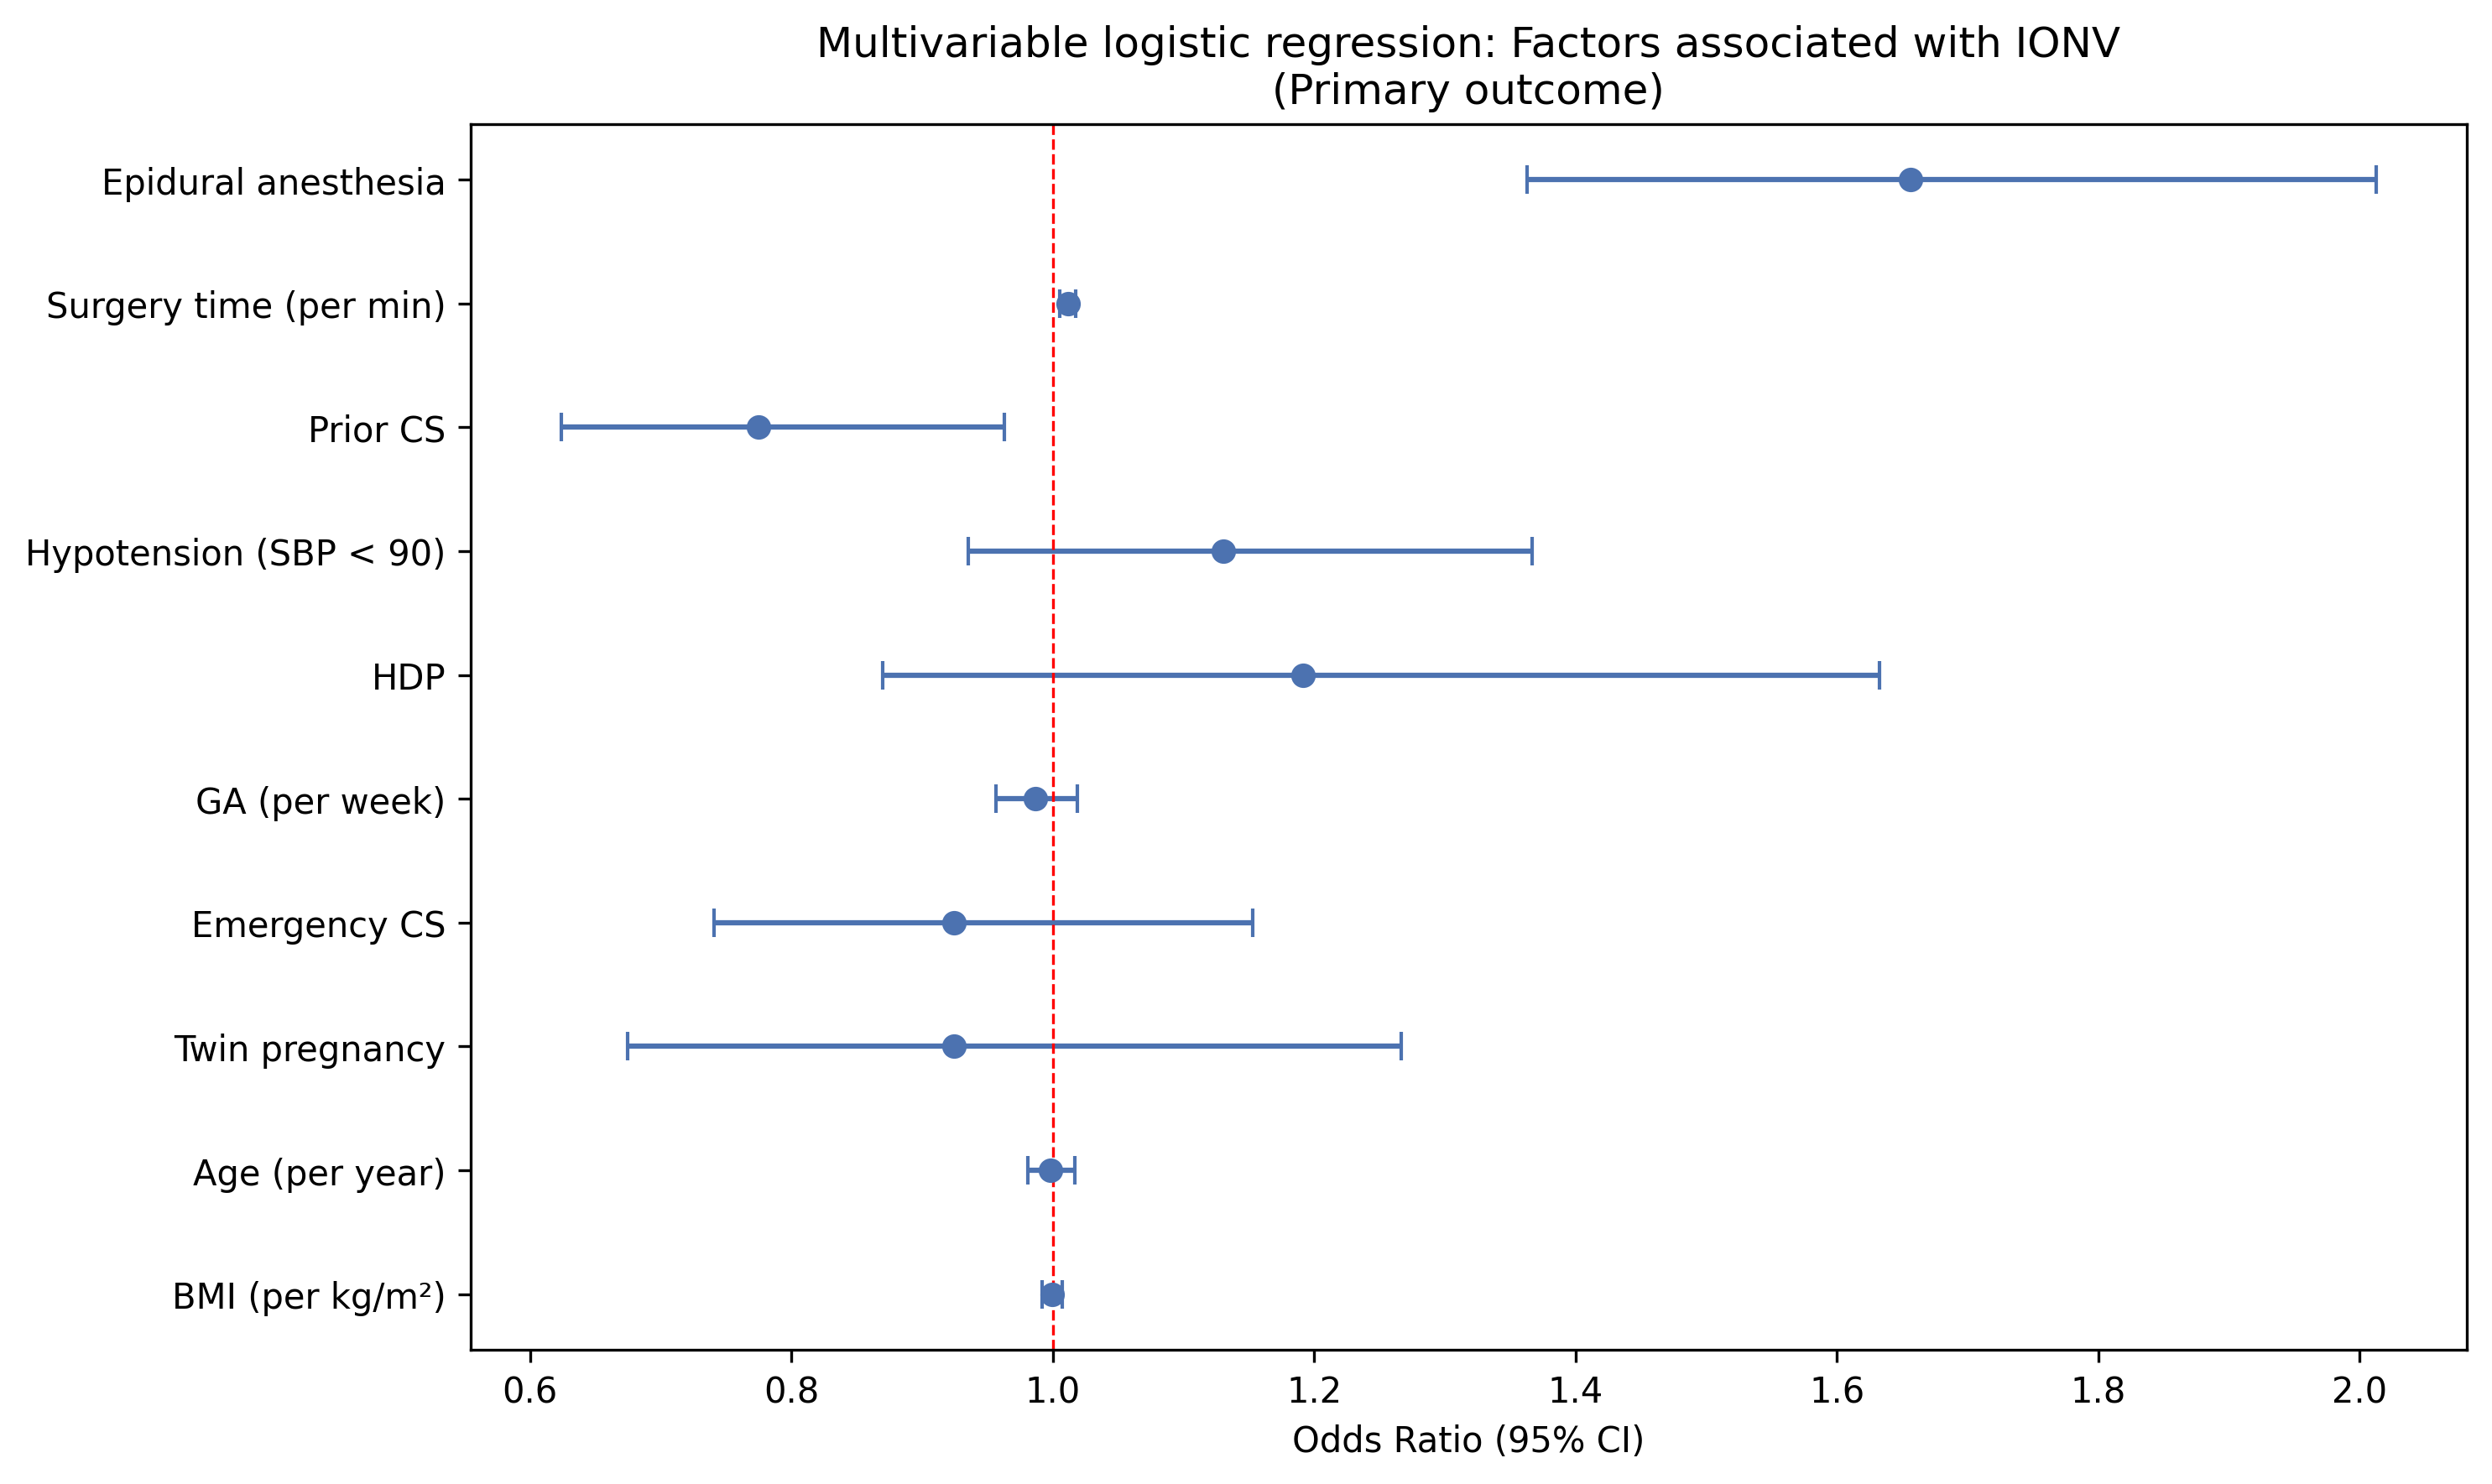 Multivariable logistic regression: Factors associated with IONV
(Primary outcome)
Epidural anesthesia
Surgery time (per min)
Prior CS
Hypotension (SBP < 90)
HDP
GA (per week)
Emergency CS
Twin pregnancy
Age (per year)
BMI (per kg/m²)
0.6 0.8 1.0 1.2 1.4 1.6 1.8 2.0
Odds Ratio (95% CI)